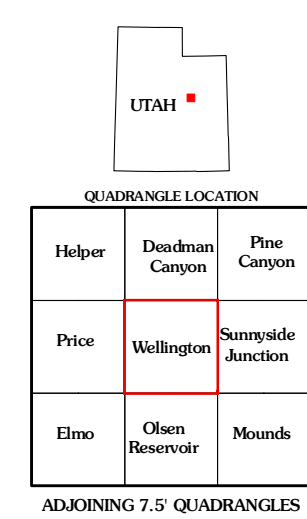 UTAH
QUADRANGLE LOCATION
Helper
Deadman
Canyon
Pine
Canyon
Price
Wellington
Sunnyside
Junction
Elmo
Olsen
Reservoir
Mounds
ADJOINING 7.5' QUADRANGLES